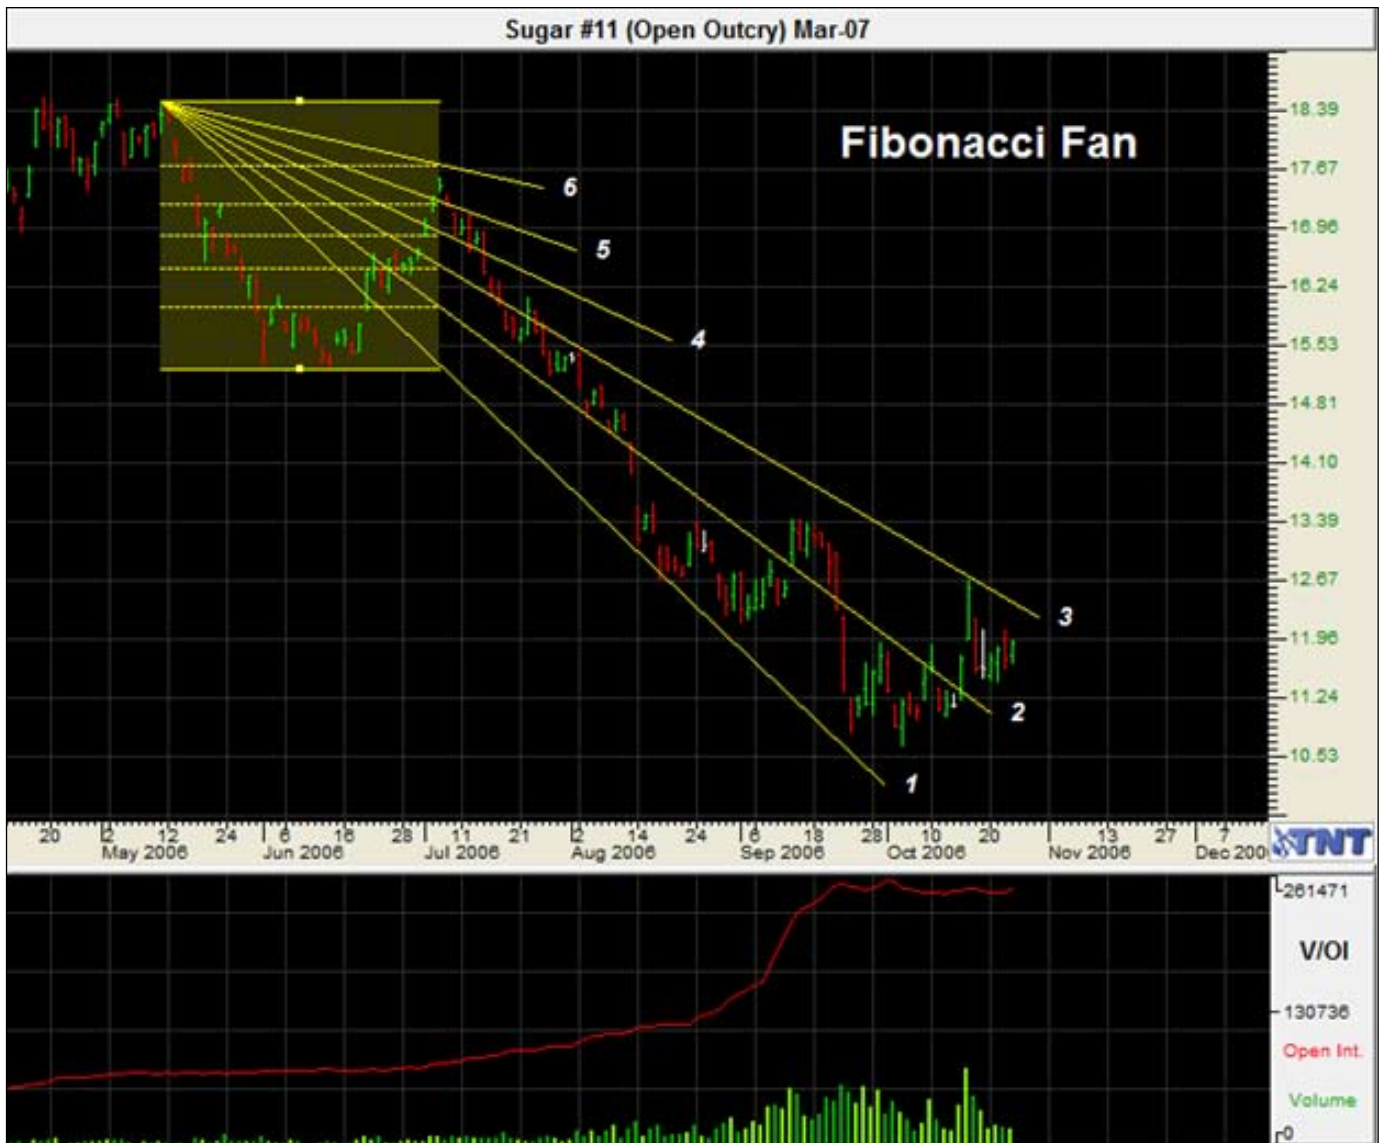 Sugar #11 (Open Outcry) Mar-07
Fibonacci Fan
6
5
4
3
2
1
18.39
17.67
16.96
16.24
15.53
14.81
14.10
13.39
12.67
11.96
11.24
10.53
20 2 12 24 6 16 28 11 21 2 14 24 6 18 28 10 20 13 27 7
May 2006 Jun 2006 Jul 2006 Aug 2006 Sep 2006 Oct 2006 Nov 2006 Dec 200
TNT
261471
V/OI
130736
Open Int.
Volume
0